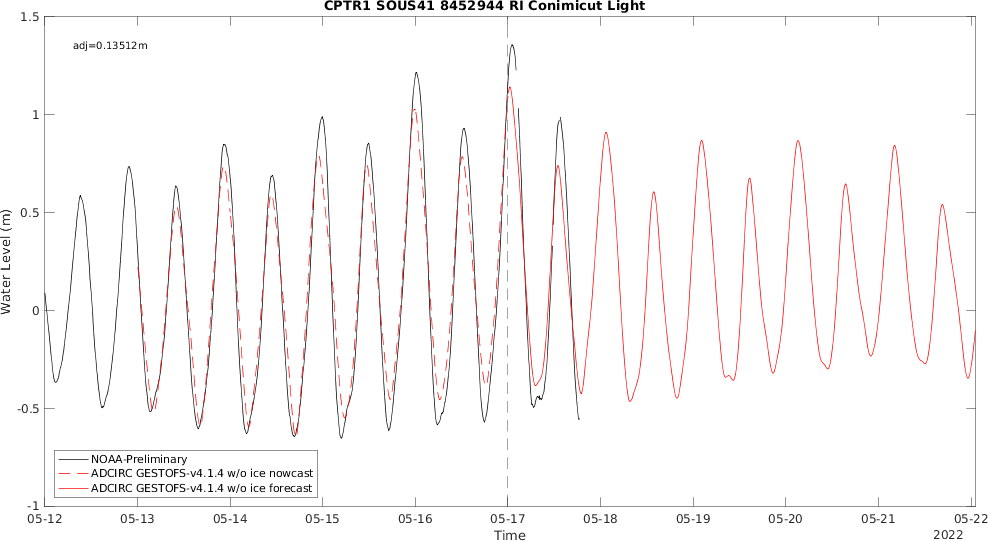 CPTR1 SOUS41 8452944 RI Conimicut Light
adj=0.13512m
1.5
1
0.5
0
-0.5
-1
Water Level (m)
NOAA-Preliminary
ADCIRC GESTOFS-v4.1.4 w/o ice nowcast
ADCIRC GESTOFS-v4.1.4 w/o ice forecast
05-12 05-13 05-14 05-15 05-16 05-17 05-18 05-19 05-20 05-21 05-22
Time
2022